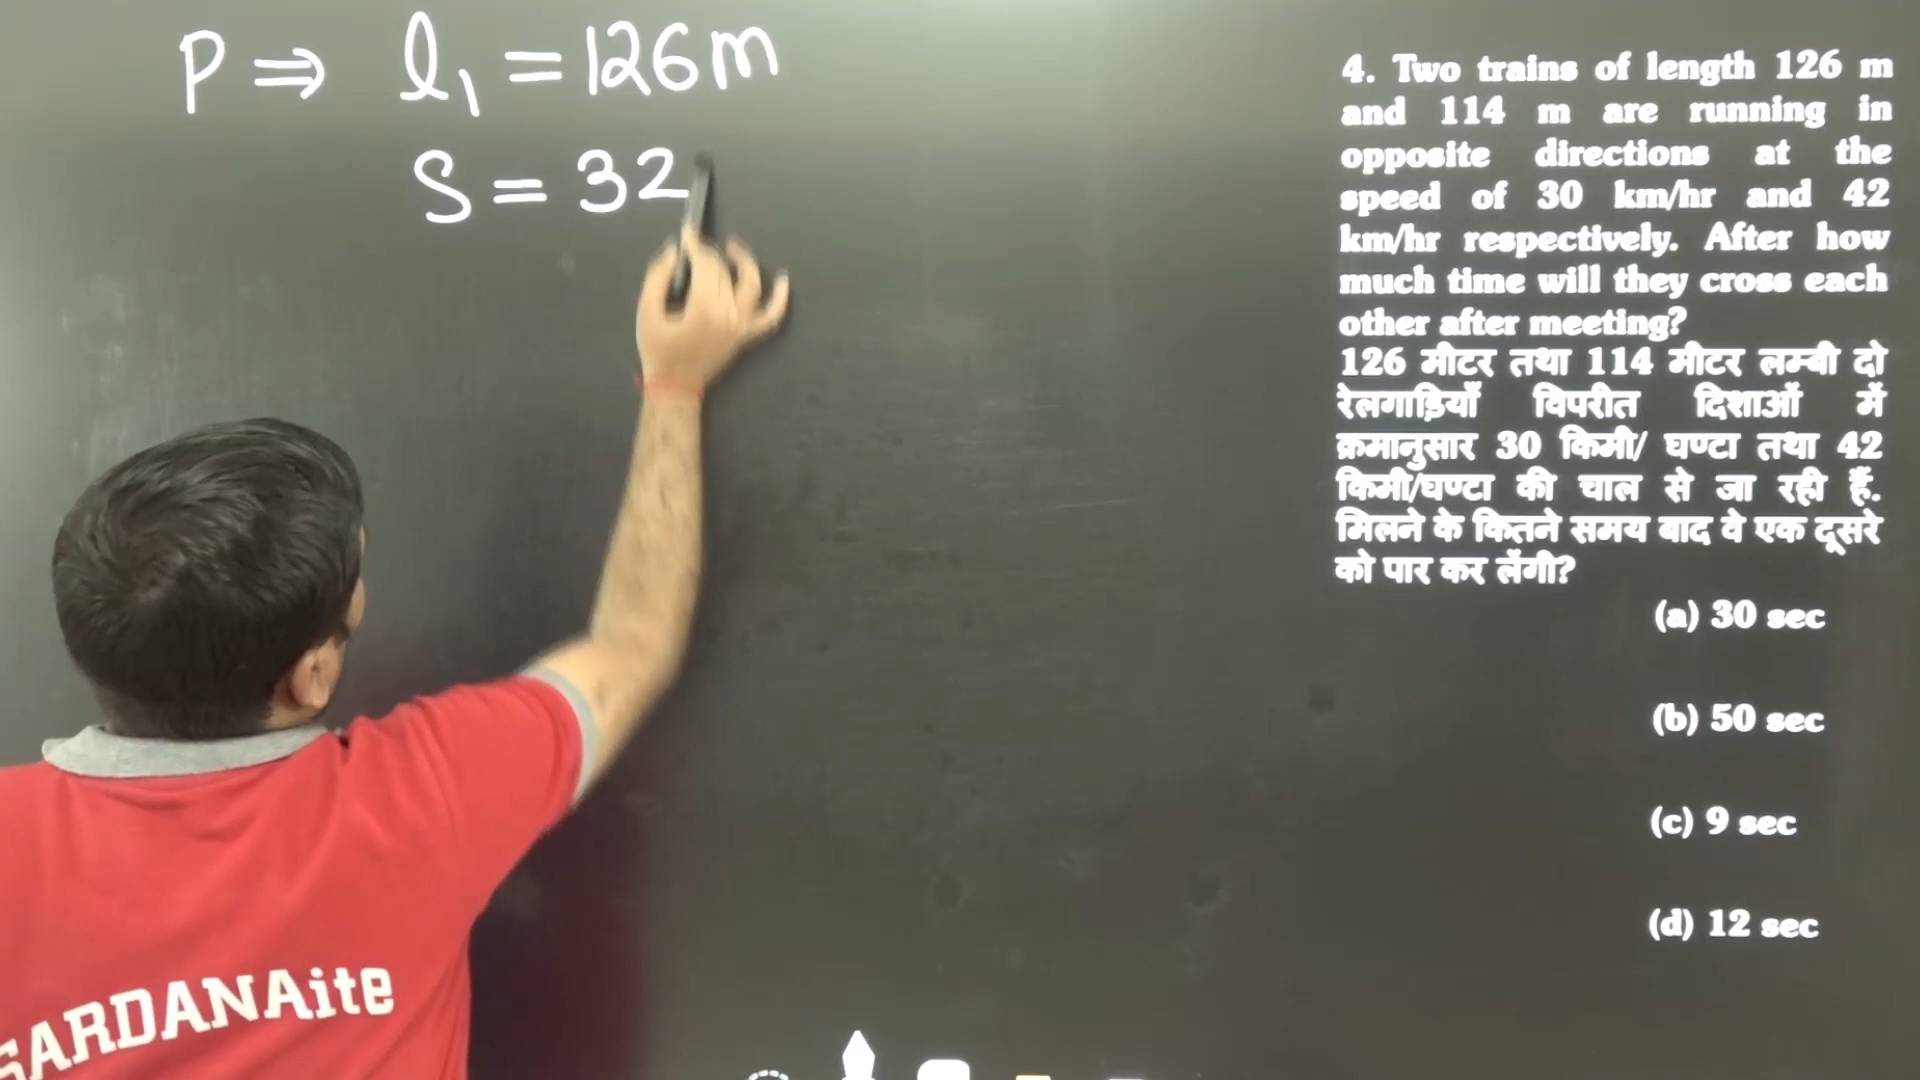 P ⇒ l₁ = 126m
S = 32
4. Two trains of length 126 m
and 114 m are running in
opposite directions at the
speed of 30 km/hr and 42
km/hr respectively. After how
much time will they cross each
other after meeting?
126 मीटर तथा 114 मीटर लम्बी दो
रेलगाड़ियाँ विपरीत दिशाओं में
क्रमानुसार 30 किमी/ घण्टा तथा 42
किमी/घण्टा की चाल से जा रही हैं.
मिलने के कितने समय बाद वे एक दूसरे
को पार कर लेंगी?
(a) 30 sec
(b) 50 sec
(c) 9 sec
(d) 12 sec
SARDANAite